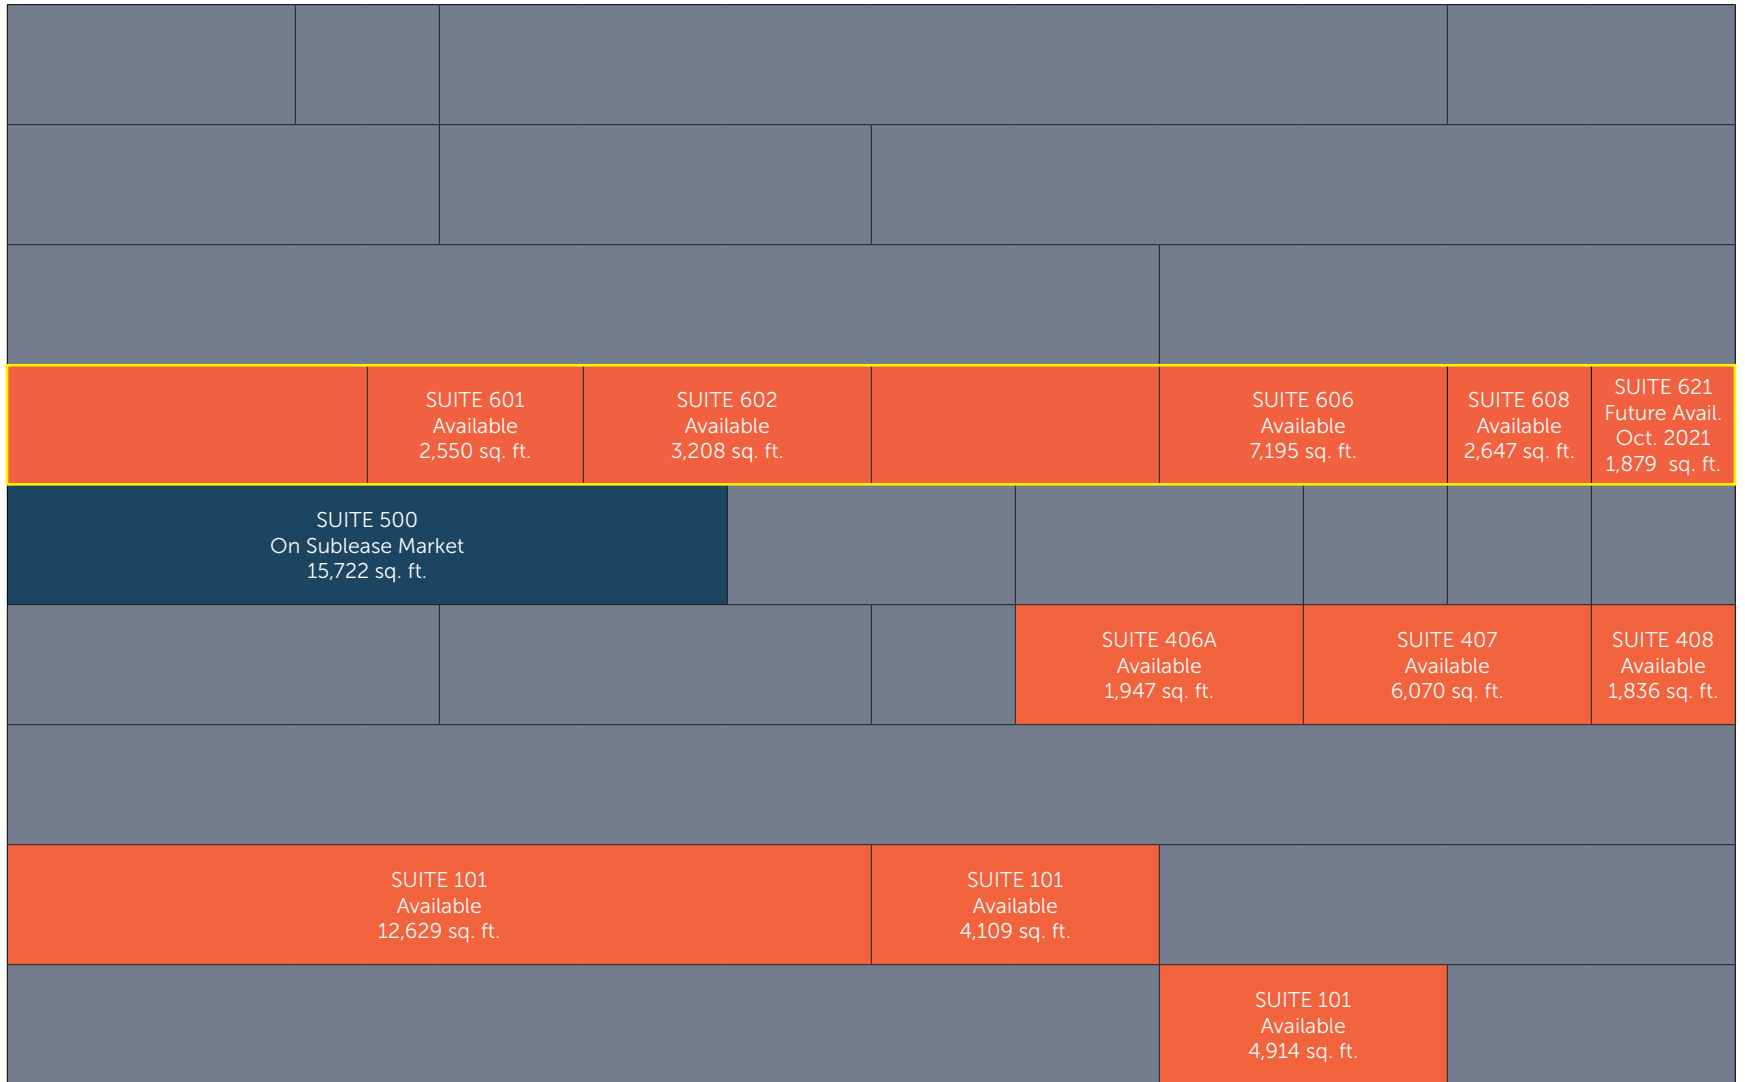 SUITE 601
Available
2,550 sq. ft.
SUITE 602
Available
3,208 sq. ft.
SUITE 606
Available
7,195 sq. ft.
SUITE 608
Available
2,647 sq. ft.
SUITE 621
Future Avail.
Oct. 2021
1,879 sq. ft.
SUITE 500
On Sublease Market
15,722 sq. ft.
SUITE 406A
Available
1,947 sq. ft.
SUITE 407
Available
6,070 sq. ft.
SUITE 408
Available
1,836 sq. ft.
SUITE 101
Available
12,629 sq. ft.
SUITE 101
Available
4,109 sq. ft.
SUITE 101
Available
4,914 sq. ft.